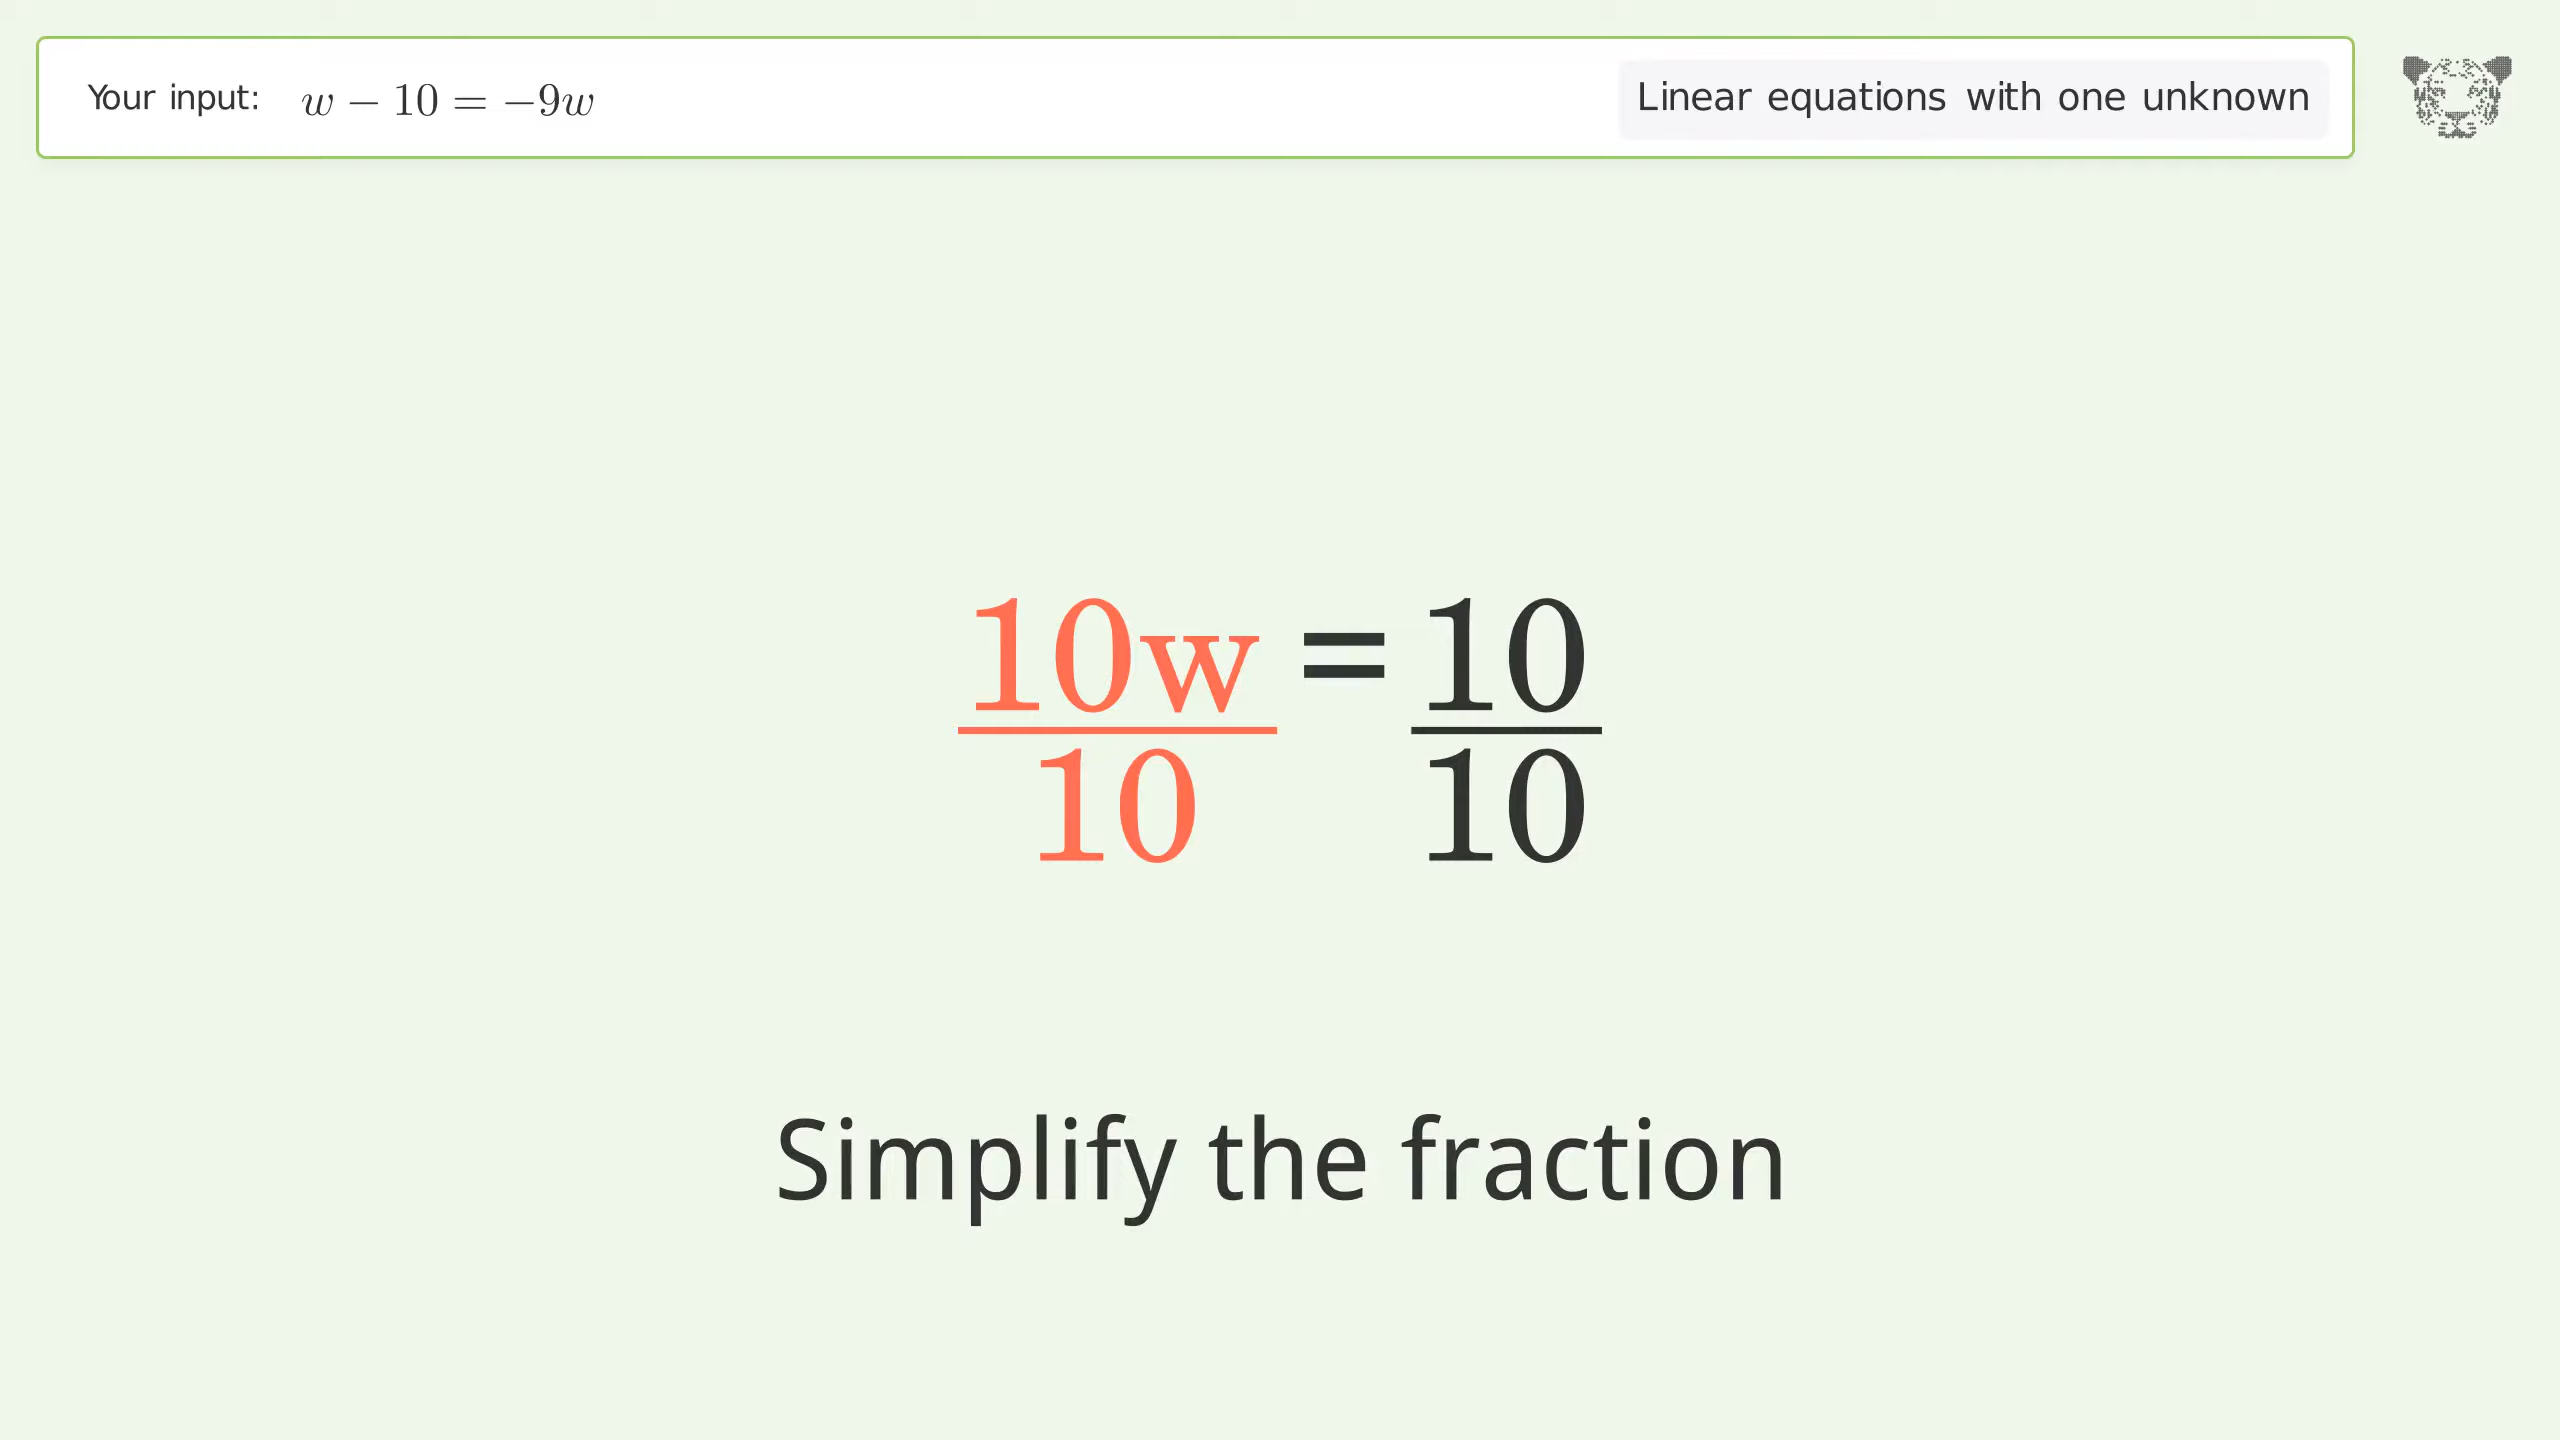 Your input: w − 10 = −9w
Linear equations with one unknown
10w/10 = 10/10
Simplify the fraction